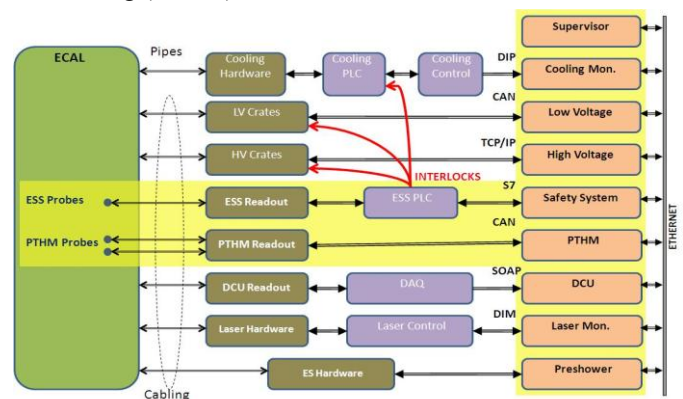 Supervisor
ECAL
Pipes
Cooling
Hardware
Cooling
PLC
Cooling
Control
DIP
Cooling Mon.
CAN
LV Crates
Low Voltage
TCP/IP
HV Crates
High Voltage
INTERLOCKS
S7
ESS Probes
ESS Readout
ESS PLC
Safety System
CAN
PTHM Probes
PTHM Readout
PTHM
ETHERNET
SOAP
DCU Readout
DAQ
DCU
DIM
Laser Hardware
Laser Control
Laser Mon.
ES Hardware
Preshower
Cabling